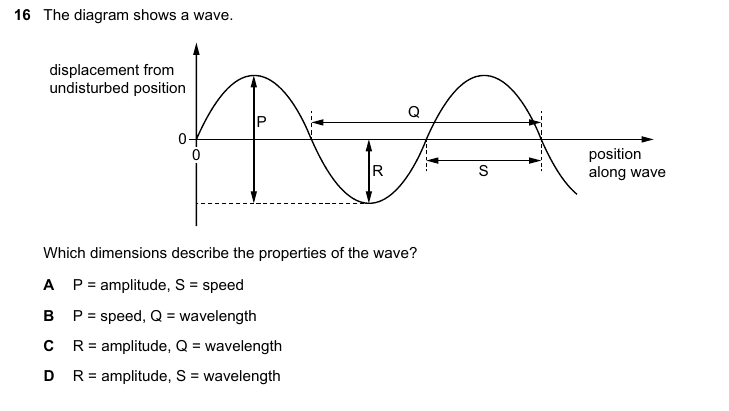 16 The diagram shows a wave.
displacement from
undisturbed position
P
Q
0
0
R
S
position
along wave
Which dimensions describe the properties of the wave?
A P = amplitude, S = speed
B P = speed, Q = wavelength
C R = amplitude, Q = wavelength
D R = amplitude, S = wavelength